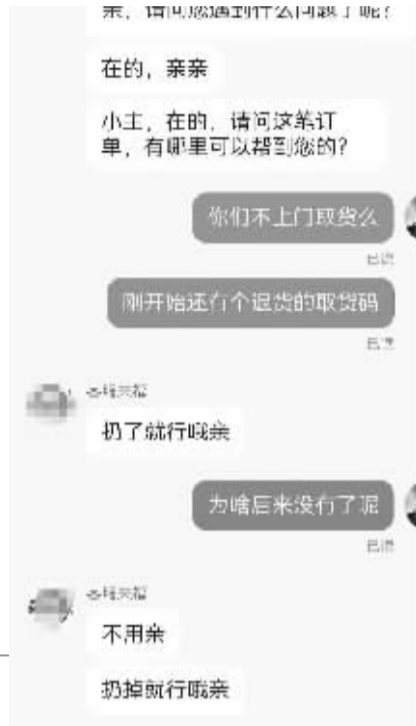 亲，请问您遇到什么问题了呢？
在的，亲亲
小主，在的，请问这笔订
单，有哪里可以帮到您的？
你们不上门取货么
已读
刚开始还有个退货的取货码
已读
扔了就行哦亲
为啥后来没有了呢
已读
不用亲
扔掉就行哦亲